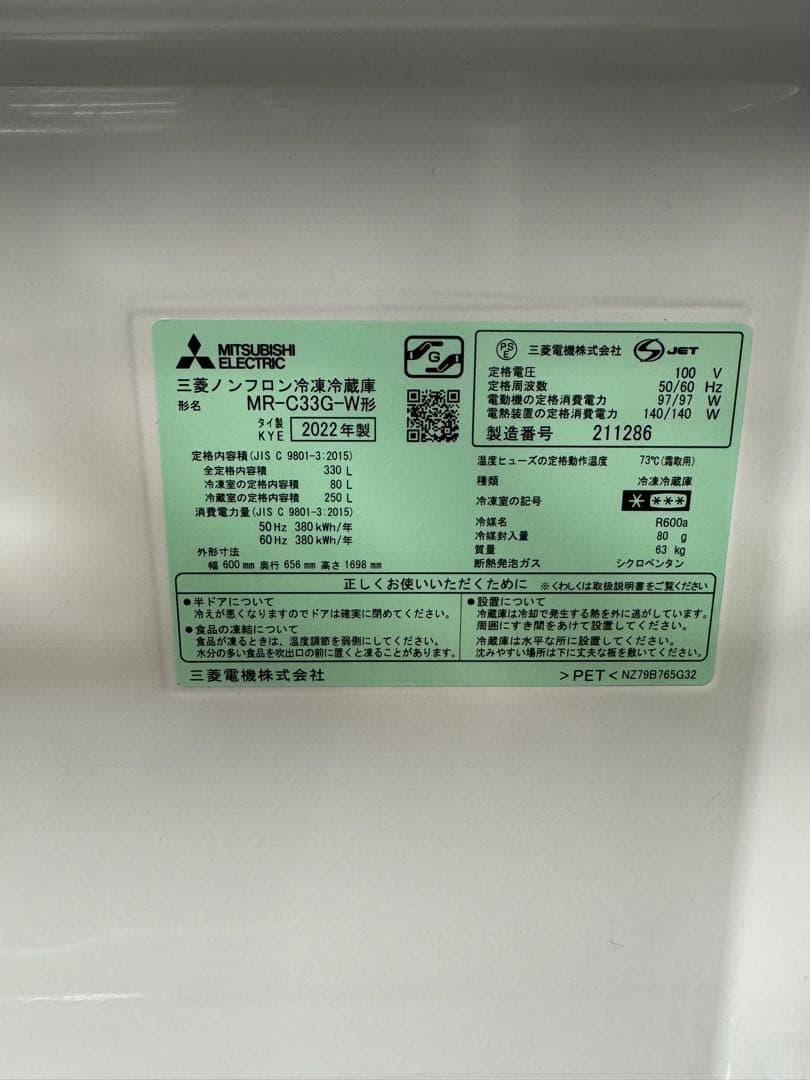 MITSUBISHI
ELECTRIC
三菱ノンフロン冷凍冷蔵庫
形名 MR-C33G-W形
タイ製
KYE 2022年製
G
PSE 三菱電機株式会社 S JET
定格電圧 100 V
定格周波数 50/60 Hz
電動機の定格消費電力 97/97 W
電熱装置の定格消費電力 140/140 W
製造番号 211286
定格内容積(JIS C 9801-3:2015)
全定格内容積 330 L
冷凍室の定格内容積 80 L
冷蔵室の定格内容積 250 L
消費電力量(JIS C 9801-3:2015)
50Hz 380kWh/年
60Hz 380kWh/年
外形寸法
幅 600mm 奥行 656mm 高さ 1698mm
温度ヒューズの定格動作温度 73℃(霜取用)
種類 冷凍冷蔵庫
冷凍室の記号 * ***
冷媒名 R600a
冷媒封入量 80 g
質量 63 kg
断熱発泡ガス シクロペンタン
正しくお使いいただくために ※くわしくは取扱説明書をご覧ください
●半ドアについて
冷えが悪くなりますのでドアは確実に閉めてください。
●食品の凍結について
食品が凍るときは、温度調節を弱側にしてください。
水分の多い食品を吹出口の前に置くと凍ることがあります。
●設置について
冷蔵庫は冷却で発生する熱を外に逃がしています。
周囲にすき間をあけて設置してください。
冷蔵庫は水平な所に設置してください。
沈みやすい場所は下に丈夫な板を敷いてください。
三菱電機株式会社
>PET< NZ79B765G32